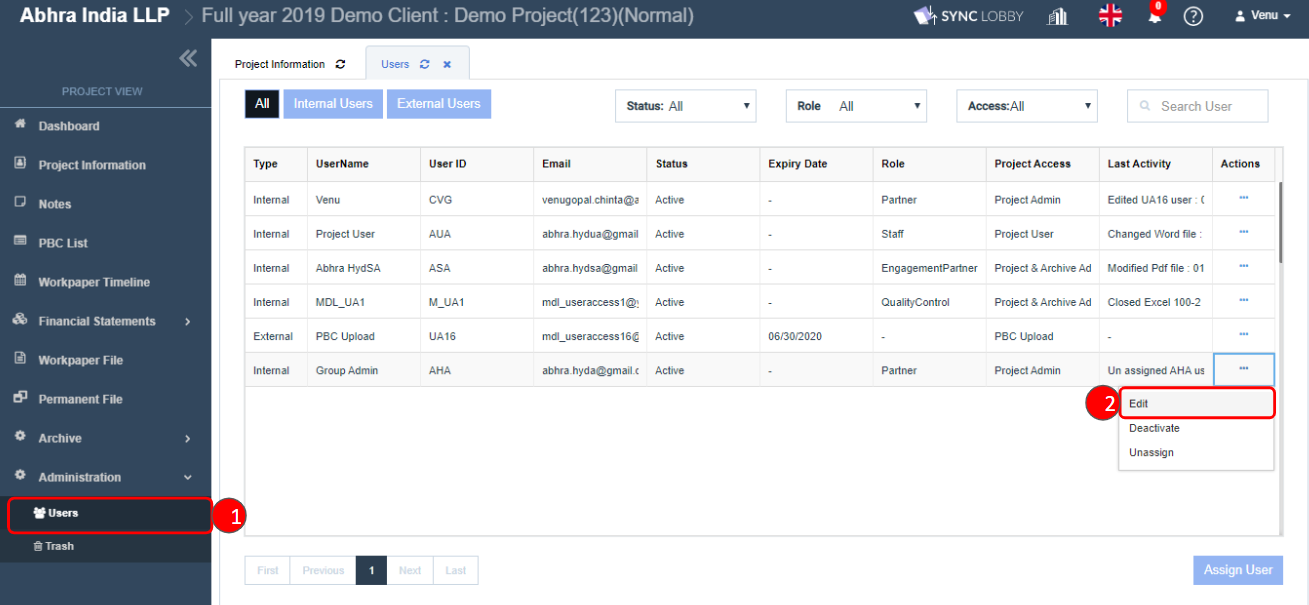 Abhra India LLP > Full year 2019 Demo Client : Demo Project(123)(Normal)
SYNC LOBBY
0
?
Venu
PROJECT VIEW
Dashboard
Project Information
Notes
PBC List
Workpaper Timeline
Financial Statements
Workpaper File
Permanent File
Archive
Administration
Users
1
Trash
Project Information
Users
All Internal Users External Users
Status: All
Role All
Access:All
Search User
Type UserName User ID Email Status Expiry Date Role Project Access Last Activity Actions
Internal Venu CVG venugopal.chinta@a Active - Partner Project Admin Edited UA16 user : 0 ...
Internal Project User AUA abhra.hydua@gmail Active - Staff Project User Changed Word file : ...
Internal Abhra HydSA ASA abhra.hydsa@gmail Active - EngagementPartner Project & Archive Ad Modified Pdf file : 01 ...
Internal MDL_UA1 M_UA1 mdl_useraccess1@ Active - QualityControl Project & Archive Ad Closed Excel 100-2 ...
External PBC Upload UA16 mdl_useraccess16@ Active 06/30/2020 - PBC Upload - ...
Internal Group Admin AHA abhra.hyda@gmail.c Active - Partner Project Admin Un assigned AHA us ...
2
Edit
Deactivate
Unassign
First Previous 1 Next Last
Assign User